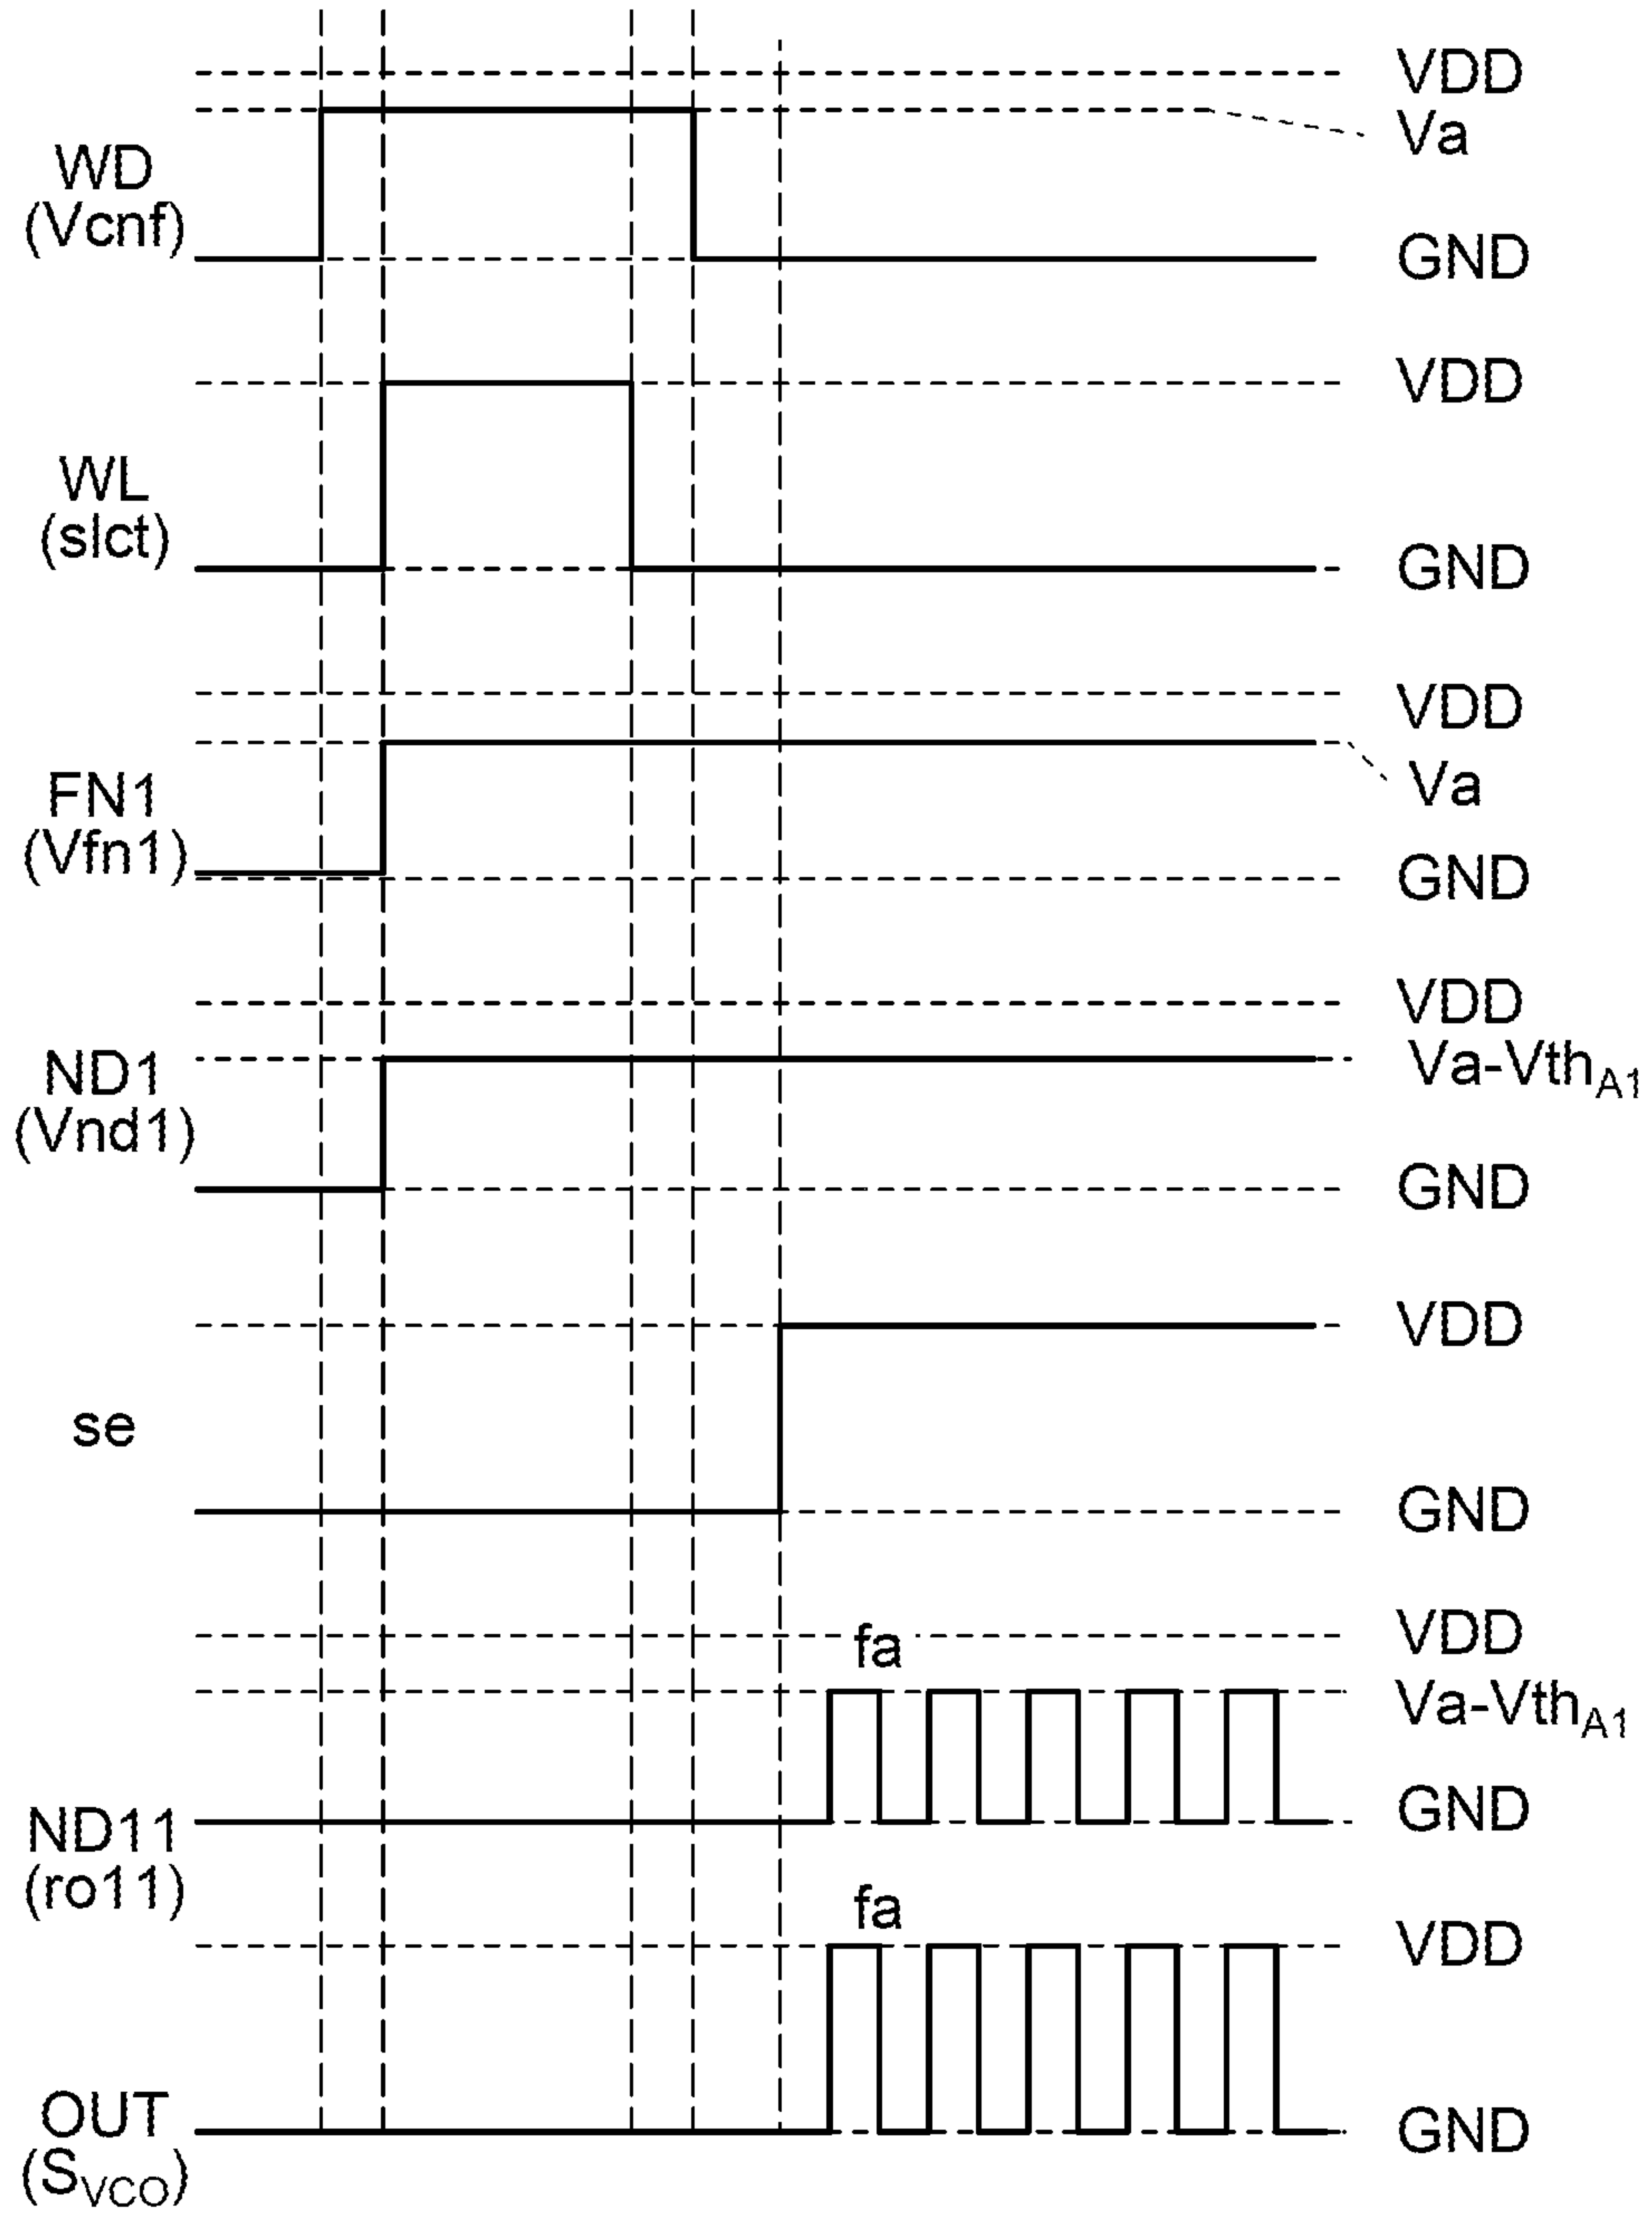 VDD
Va
WD
(Vcnf)
GND
VDD
WL
(slct)
GND
VDD
Va
FN1
(Vfn1)
GND
VDD
Va-VthA1
ND1
(Vnd1)
GND
VDD
se
GND
VDD
fa
Va-VthA1
GND
ND11
(ro11)
fa
VDD
OUT
(SVCO)
GND